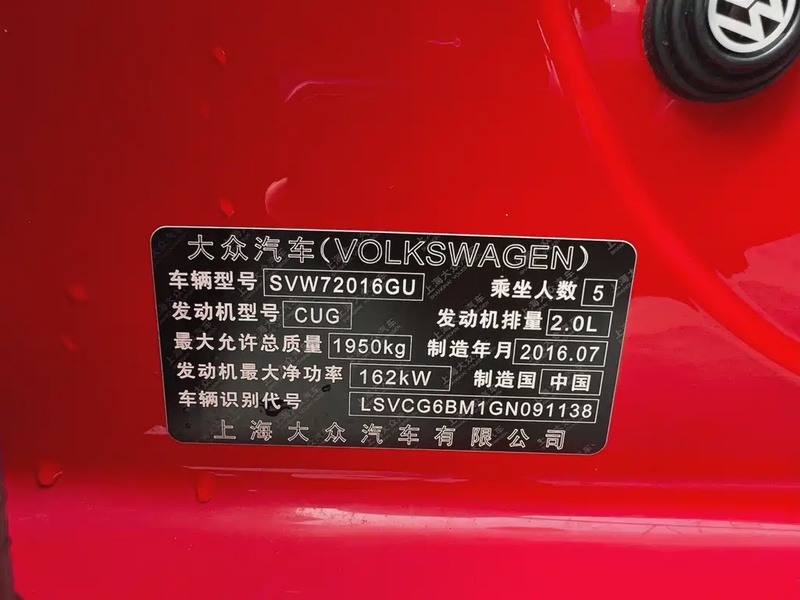 大众汽车(VOLKSWAGEN)
车辆型号 SVW72016GU 乘坐人数 5
发动机型号 CUG 发动机排量 2.0L
最大允许总质量 1950kg 制造年月 2016.07
发动机最大净功率 162kW 制造国 中国
车辆识别代号 LSVCG6BM1GN091138
上海大众汽车有限公司